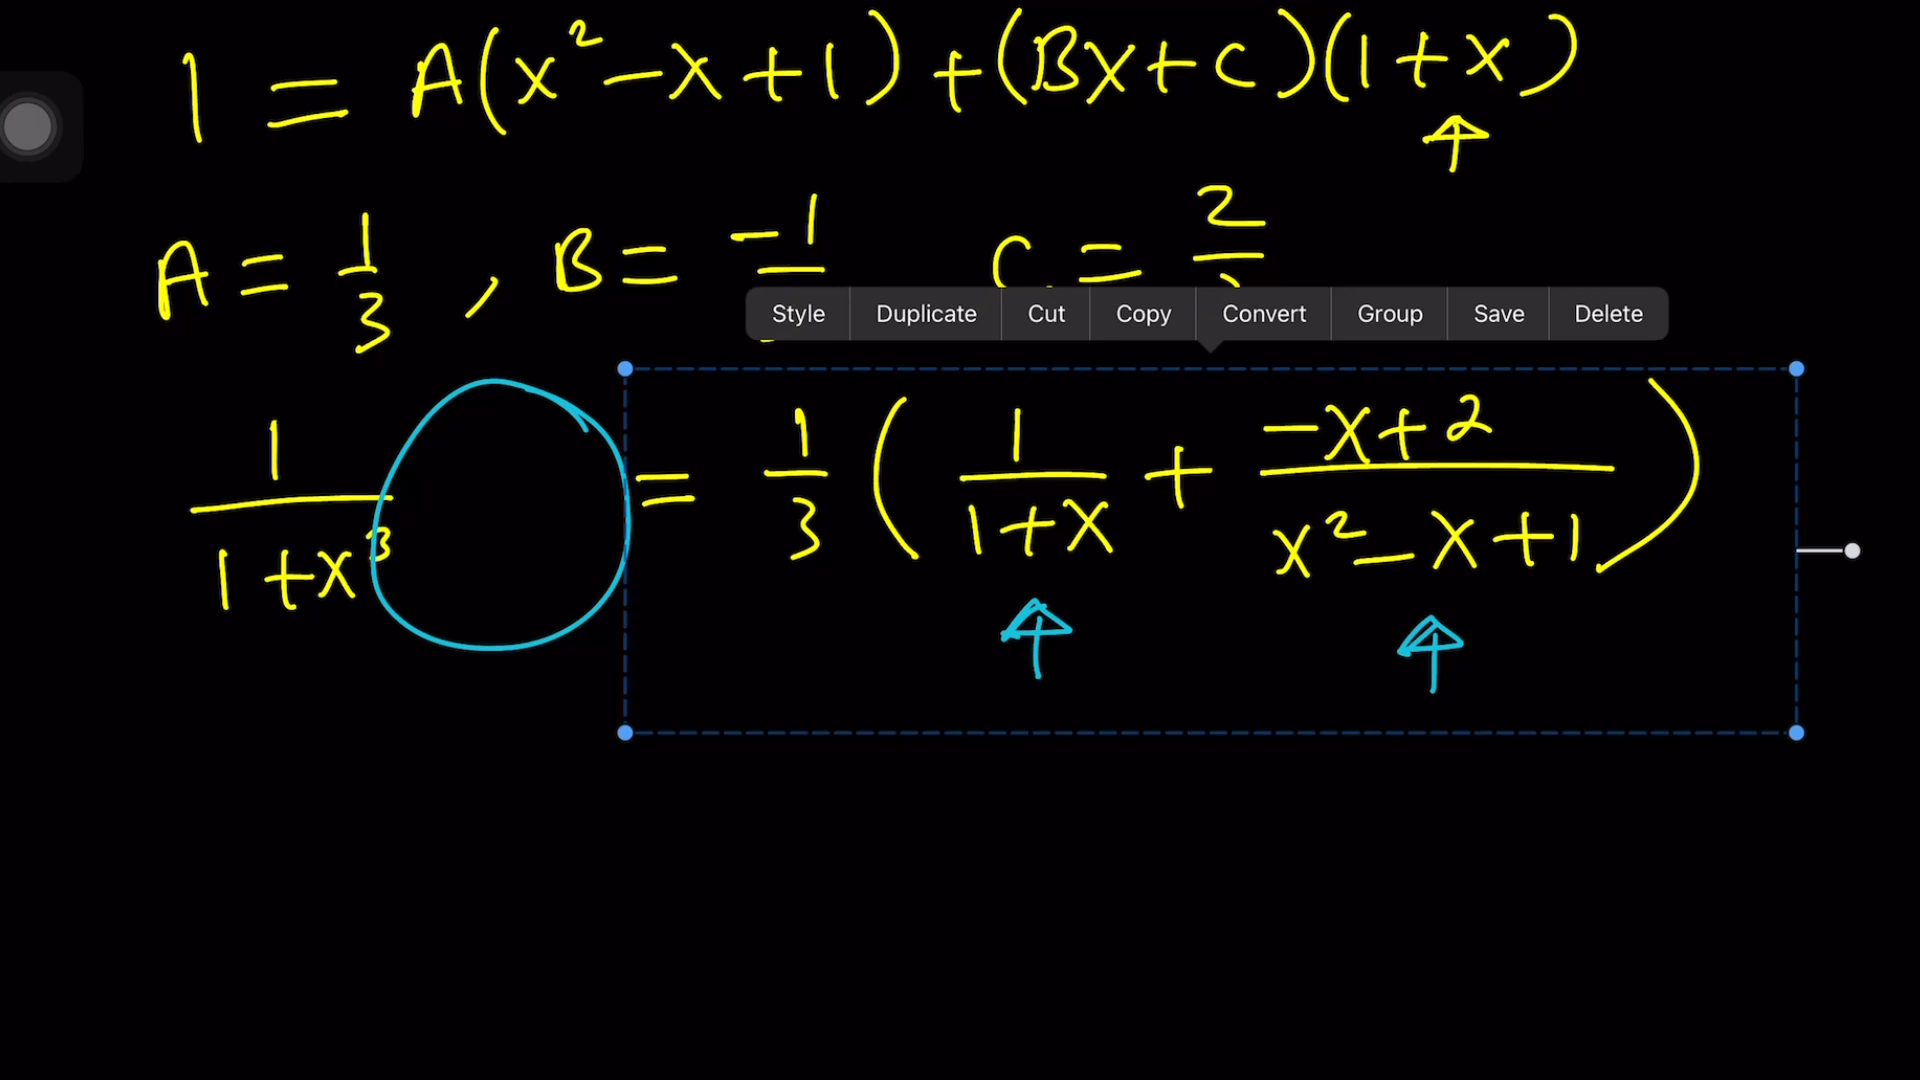 1 = A(x² - x + 1) + (Bx + C)(1 + x)
A = 1/3 , B = -1/ C = 2/
Style Duplicate Cut Copy Convert Group Save Delete
1/(1 + x³) = 1/3 ( 1/(1 + x) + (-x + 2)/(x² - x + 1) )